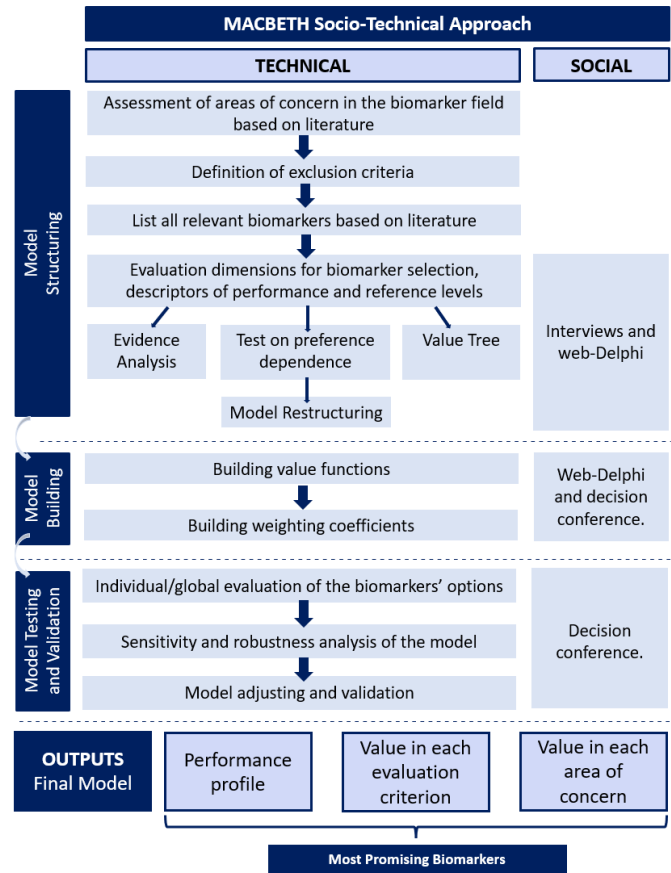 MACBETH Socio-Technical Approach
TECHNICAL
SOCIAL
Model
Structuring
Assessment of areas of concern in the biomarker field
based on literature
Definition of exclusion criteria
List all relevant biomarkers based on literature
Evaluation dimensions for biomarker selection,
descriptors of performance and reference levels
Evidence
Analysis
Test on preference
dependence
Value Tree
Model Restructuring
Interviews and
web-Delphi
Model
Building
Building value functions
Building weighting coefficients
Web-Delphi
and decision
conference.
Model Testing
and Validation
Individual/global evaluation of the biomarkers' options
Sensitivity and robustness analysis of the model
Model adjusting and validation
Decision
conference.
OUTPUTS
Final Model
Performance
profile
Value in each
evaluation
criterion
Value in each
area of
concern
Most Promising Biomarkers